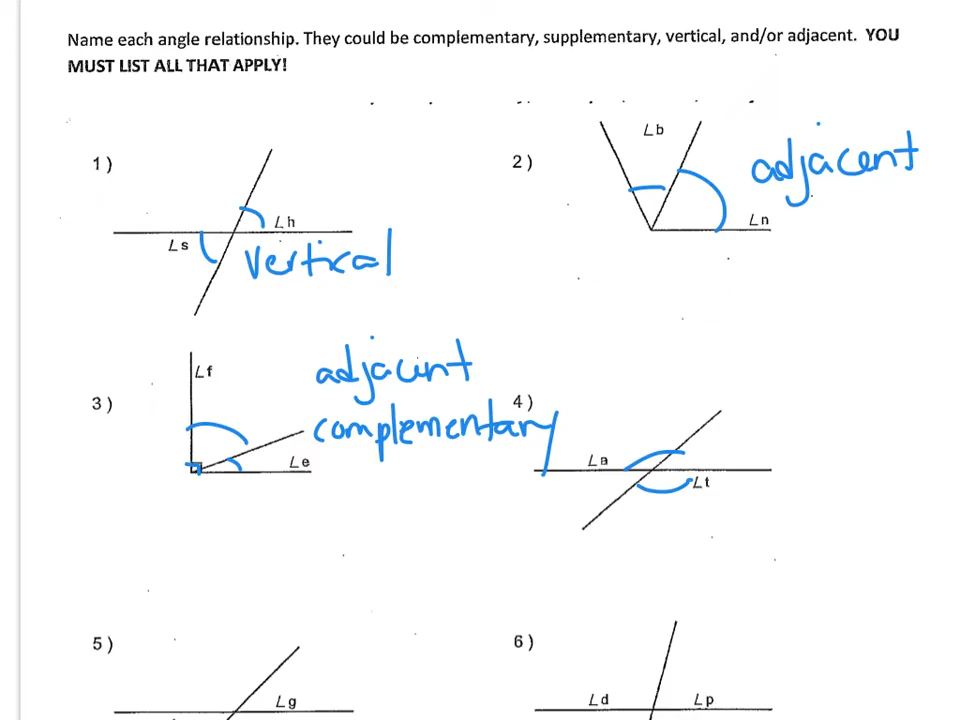 Name each angle relationship. They could be complementary, supplementary, vertical, and/or adjacent. YOU
MUST LIST ALL THAT APPLY!
1)
∠h
∠s
vertical
2)
∠b
adjacent
∠n
3)
∠f
adjacent
complementary
∠e
4)
∠a
∠t
5)
∠g
6)
∠d
∠p